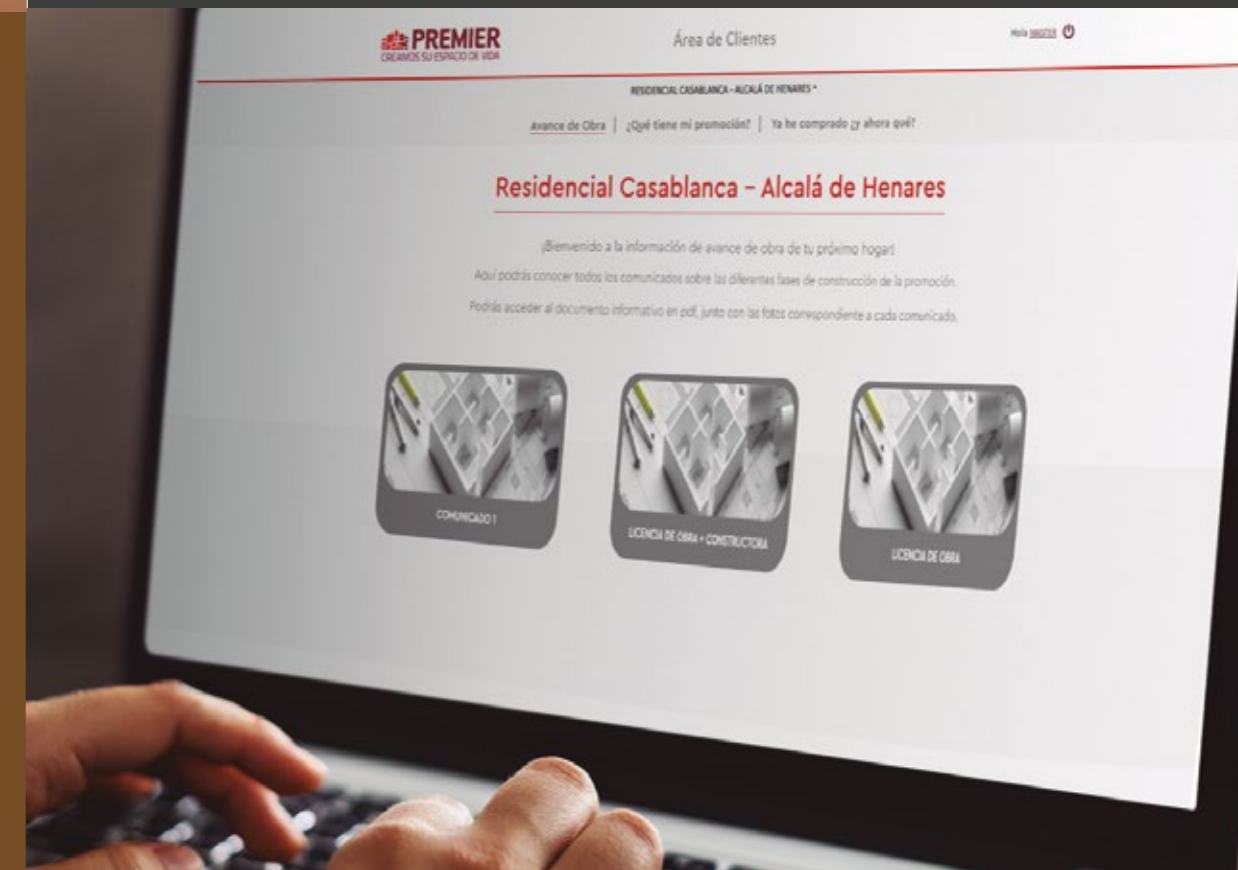 PREMIER
CREAMOS SU ESPACIO DE VIDA
Área de Clientes
Hola MASTER
RESIDENCIAL CASABLANCA – ALCALÁ DE HENARES
Avance de Obra | ¿Qué tiene mi promoción? | Ya he comprado ¿y ahora qué?
Residencial Casablanca – Alcalá de Henares
¡Bienvenido a la información de avance de obra de tu próximo hogar!
Aquí podrás conocer todos los comunicados sobre las diferentes fases de construcción de la promoción.
Podrás acceder al documento informativo en pdf, junto con las fotos correspondiente a cada comunicado.
COMUNICADO 1
LICENCIA DE OBRA + CONSTRUCTORA
LICENCIA DE OBRA